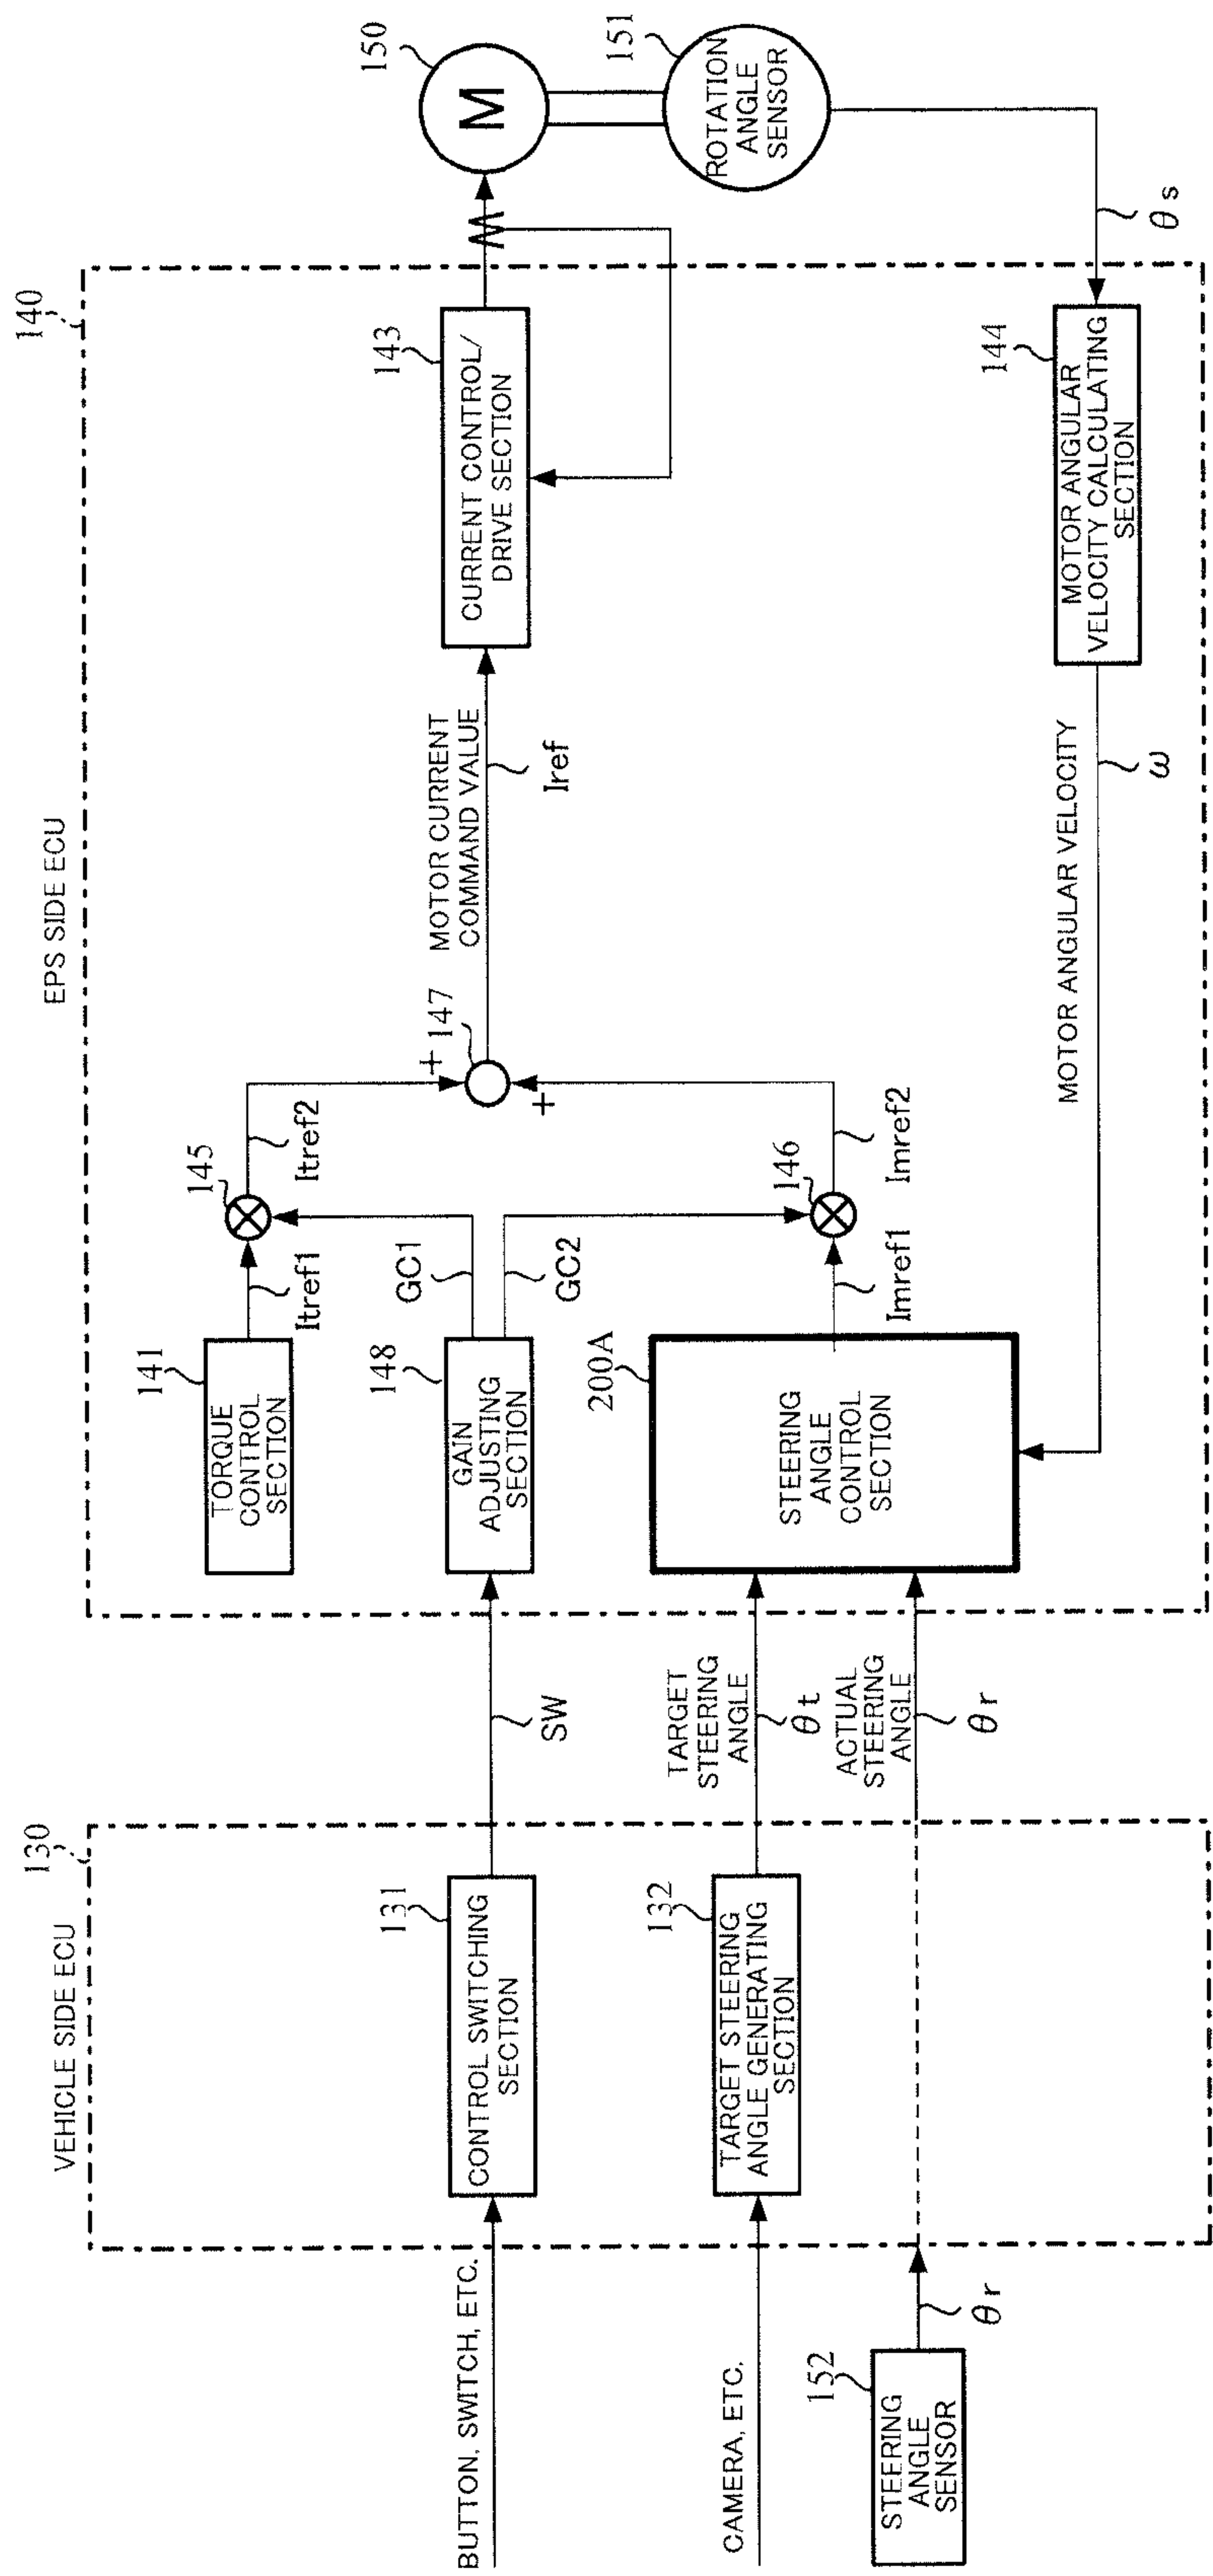 VEHICLE SIDE ECU
130
BUTTON, SWITCH, ETC.
131
CONTROL SWITCHING
SECTION
SW
CAMERA, ETC.
132
TARGET STEERING
ANGLE GENERATING
SECTION
TARGET
STEERING
ANGLE
θt
152
STEERING
ANGLE
SENSOR
θr
ACTUAL
STEERING
ANGLE
θr
EPS SIDE ECU
140
141
TORQUE
CONTROL
SECTION
Itref1
145
Itref2
148
GAIN
ADJUSTING
SECTION
GC1
GC2
200A
STEERING
ANGLE
CONTROL
SECTION
Imref1
146
Imref2
+
147
+
MOTOR CURRENT
COMMAND VALUE
Iref
143
CURRENT CONTROL/
DRIVE SECTION
150
M
151
ROTATION
ANGLE
SENSOR
θs
144
MOTOR ANGULAR
VELOCITY CALCULATING
SECTION
MOTOR ANGULAR VELOCITY
ω